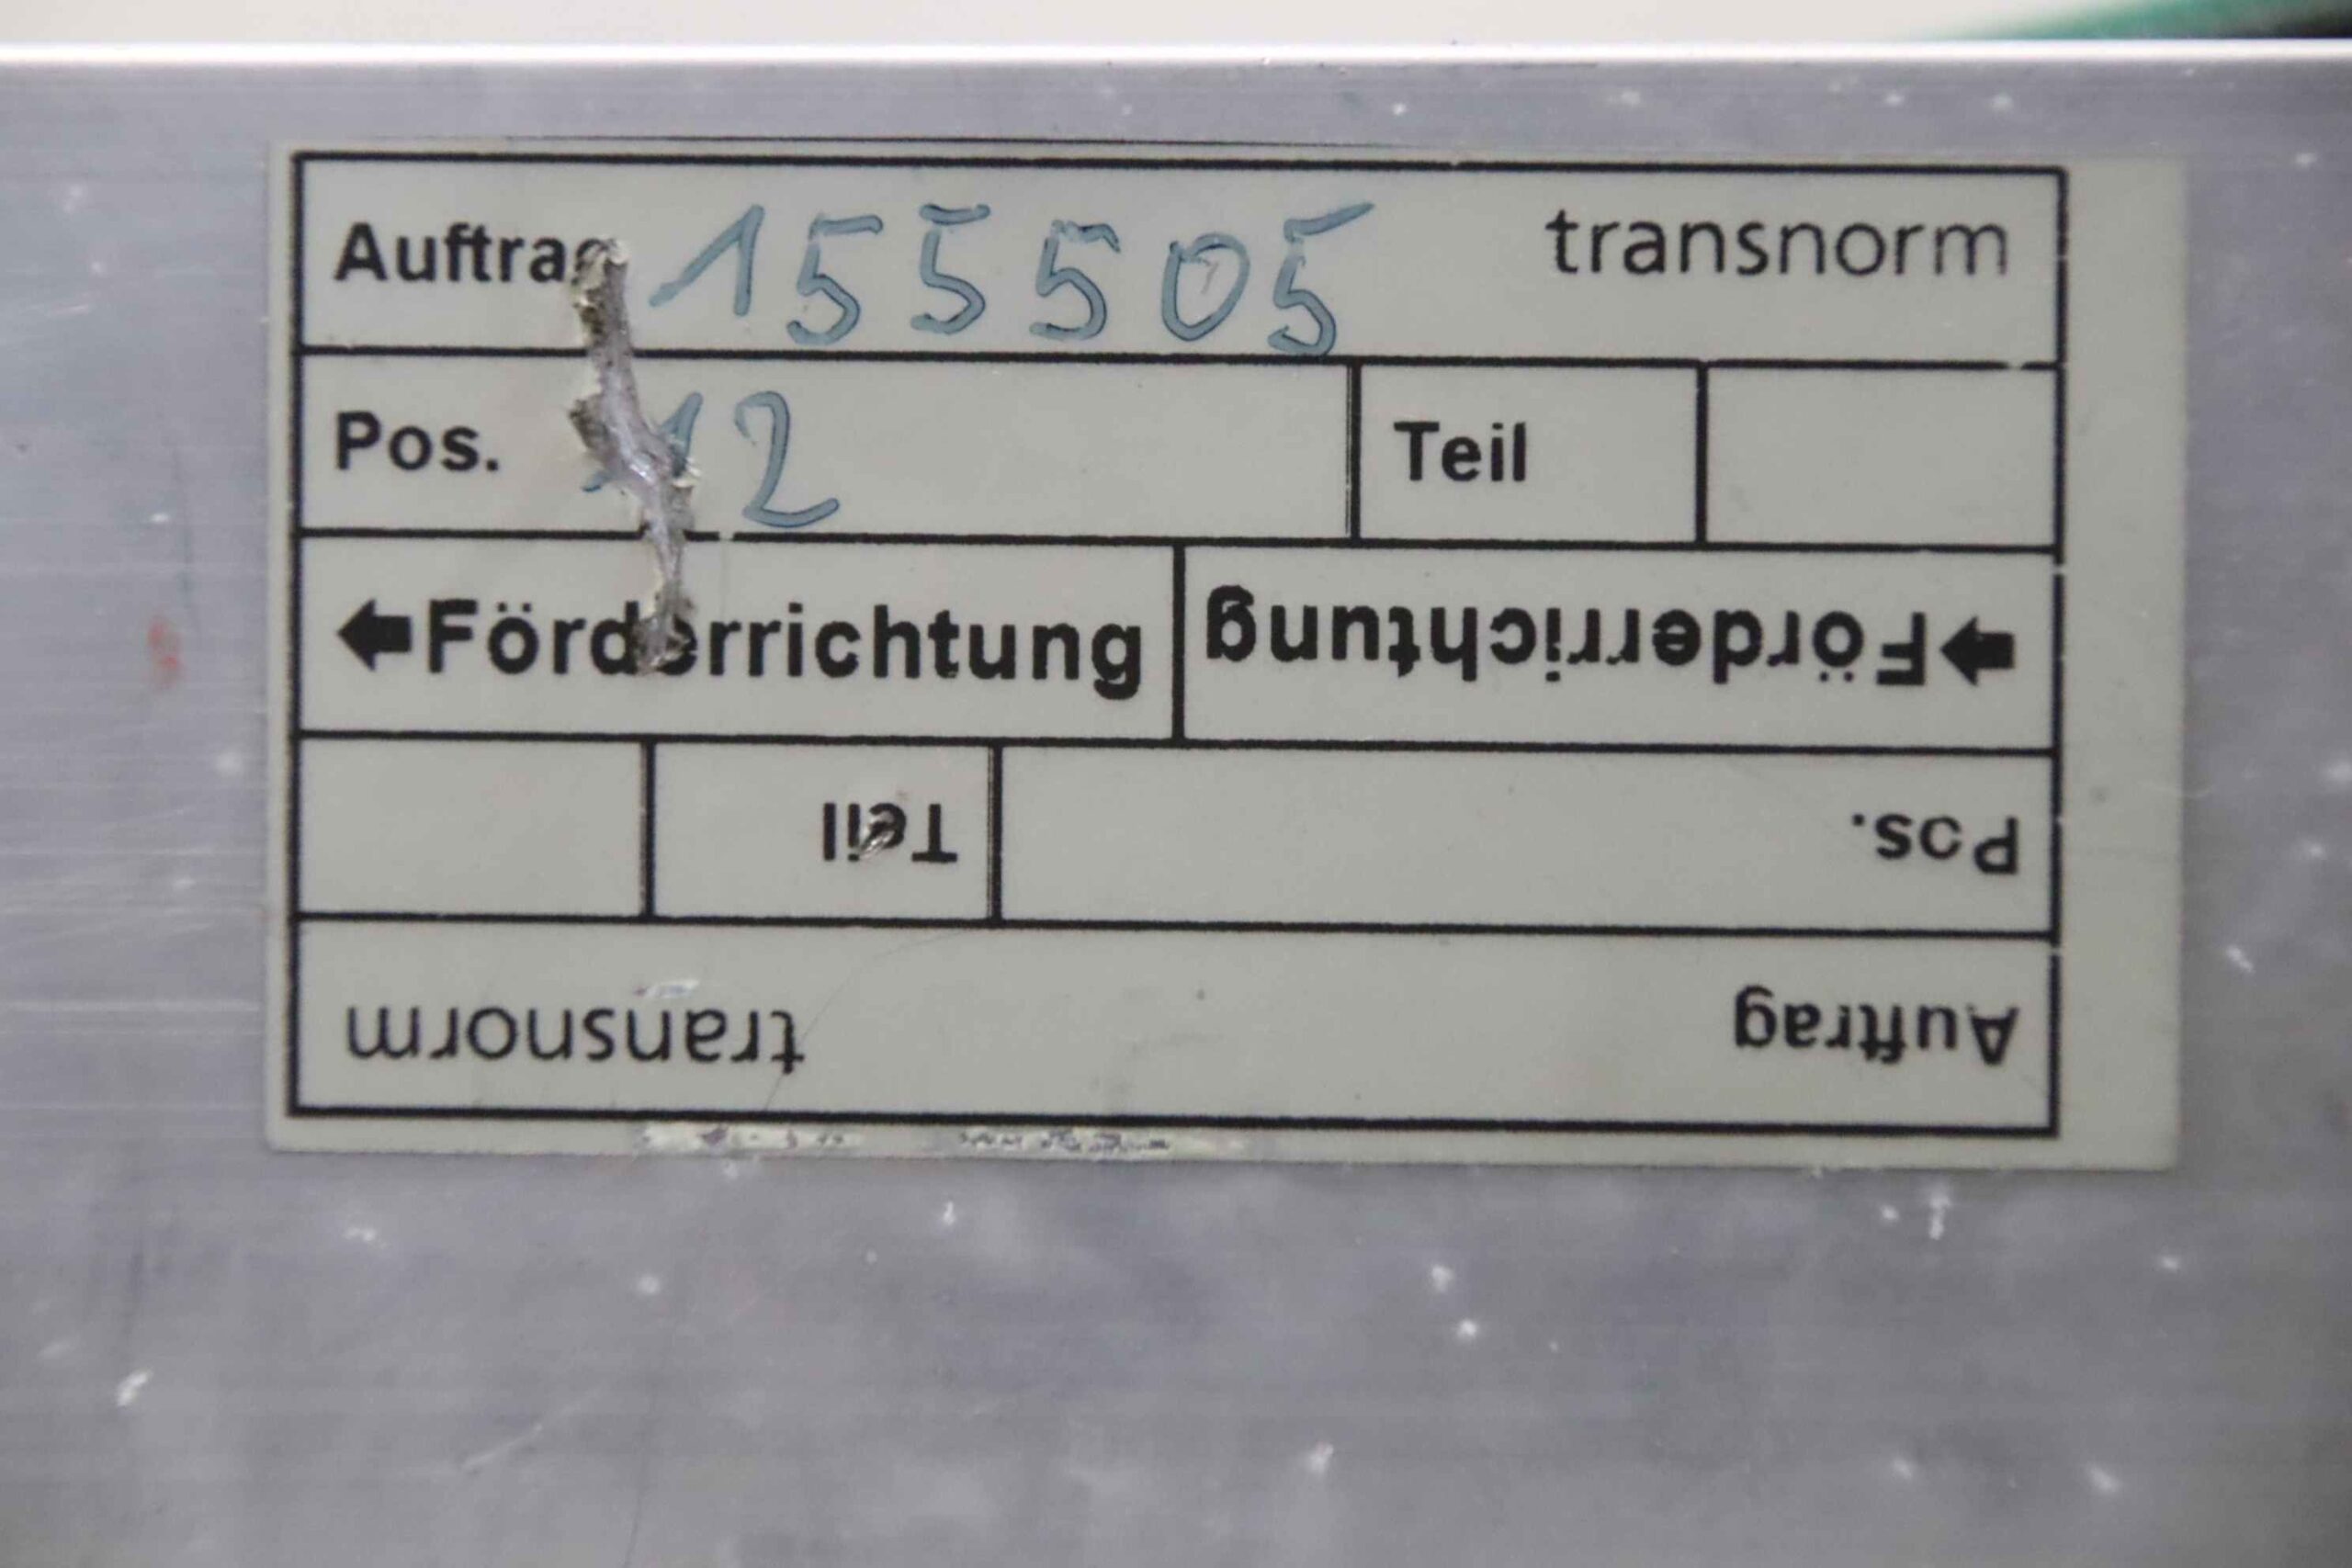 Auftrag 155505 transnorm
Pos. 12 Teil
Förderrichtung Förderrichtung
Teil Pos.
transnorm Auftrag